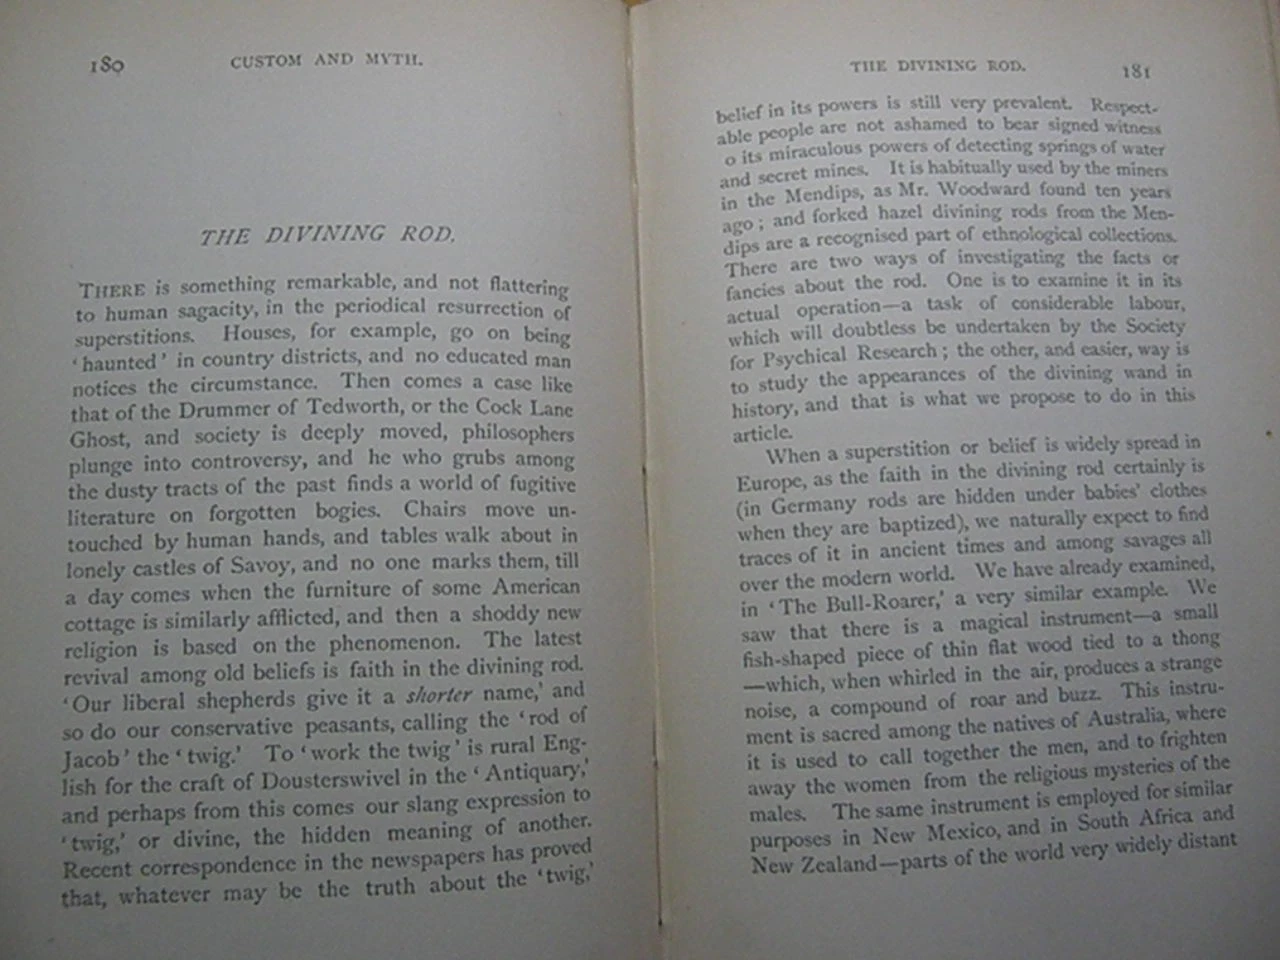 180
CUSTOM AND MYTH.
THE DIVINING ROD.
THERE is something remarkable, and not flattering
to human sagacity, in the periodical resurrection of
superstitions. Houses, for example, go on being
‘haunted’ in country districts, and no educated man
notices the circumstance. Then comes a case like
that of the Drummer of Tedworth, or the Cock Lane
Ghost, and society is deeply moved, philosophers
plunge into controversy, and he who grubs among
the dusty tracts of the past finds a world of fugitive
literature on forgotten bogies. Chairs move un-
touched by human hands, and tables walk about in
lonely castles of Savoy, and no one marks them, till
a day comes when the furniture of some American
cottage is similarly afflicted, and then a shoddy new
religion is based on the phenomenon. The latest
revival among old beliefs is faith in the divining rod.
‘Our liberal shepherds give it a shorter name,’ and
so do our conservative peasants, calling the ‘rod of
Jacob’ the ‘twig.’ To ‘work the twig’ is rural Eng-
lish for the craft of Dousterswivel in the ‘Antiquary,’
and perhaps from this comes our slang expression to
‘twig,’ or divine, the hidden meaning of another.
Recent correspondence in the newspapers has proved
that, whatever may be the truth about the ‘twig,’
THE DIVINING ROD.
181
belief in its powers is still very prevalent. Respect-
able people are not ashamed to bear signed witness
o its miraculous powers of detecting springs of water
and secret mines. It is habitually used by the miners
in the Mendips, as Mr. Woodward found ten years
ago; and forked hazel divining rods from the Men-
dips are a recognised part of ethnological collections.
There are two ways of investigating the facts or
fancies about the rod. One is to examine it in its
actual operation—a task of considerable labour,
which will doubtless be undertaken by the Society
for Psychical Research; the other, and easier, way is
to study the appearances of the divining wand in
history, and that is what we propose to do in this
article.
When a superstition or belief is widely spread in
Europe, as the faith in the divining rod certainly is
(in Germany rods are hidden under babies’ clothes
when they are baptized), we naturally expect to find
traces of it in ancient times and among savages all
over the modern world. We have already examined,
in ‘The Bull-Roarer,’ a very similar example. We
saw that there is a magical instrument—a small
fish-shaped piece of thin flat wood tied to a thong
—which, when whirled in the air, produces a strange
noise, a compound of roar and buzz. This instru-
ment is sacred among the natives of Australia, where
it is used to call together the men, and to frighten
away the women from the religious mysteries of the
males. The same instrument is employed for similar
purposes in New Mexico, and in South Africa and
New Zealand—parts of the world very widely distant